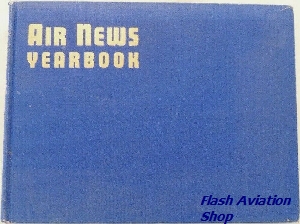 AIR NEWS
YEARBOOK
Flash Aviation
Shop